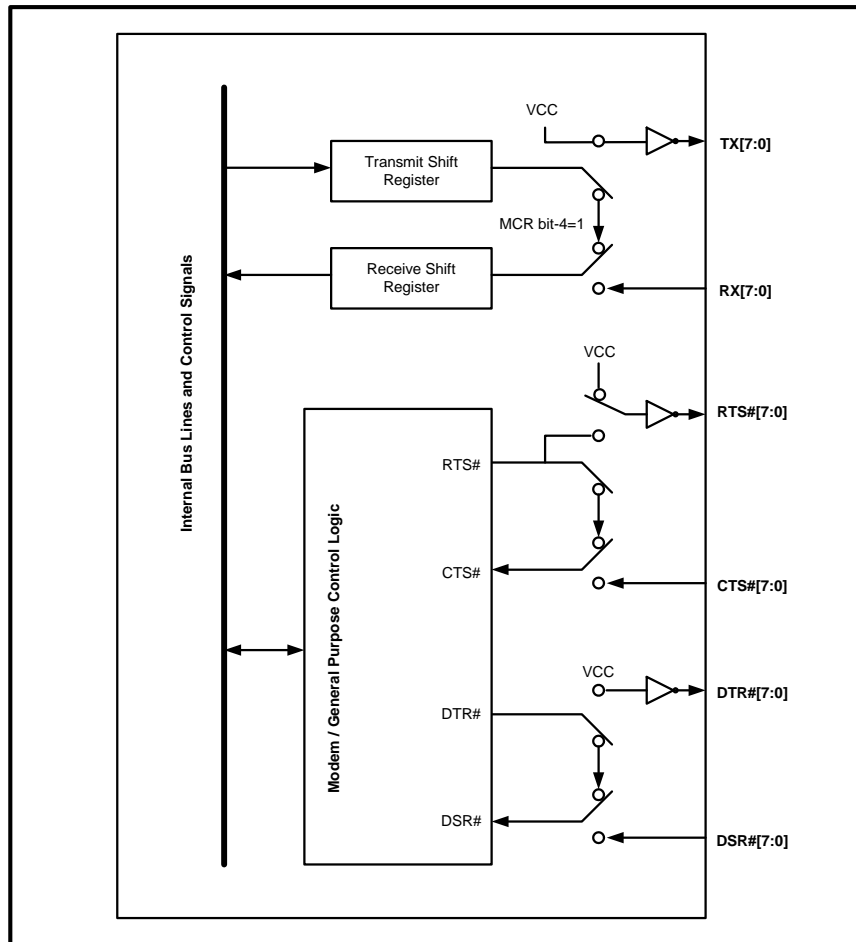 VCC
TX[7:0]
Transmit Shift
Register
MCR bit-4=1
Receive Shift
Register
RX[7:0]
Internal Bus Lines and Control Signals
VCC
RTS#[7:0]
RTS#
CTS#
CTS#[7:0]
Modem / General Purpose Control Logic
VCC
DTR#[7:0]
DTR#
DSR#
DSR#[7:0]